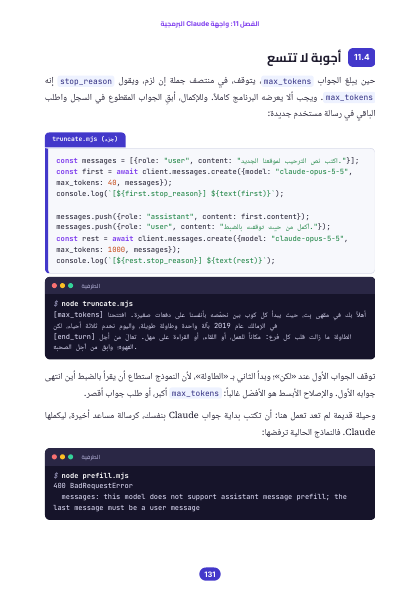 الفصل 11: واجهة Claude البرمجية
11.4 أجوبة لا تتسع
حين يبلغ الجواب max_tokens، يتوقف، في منتصف جملة إن لزم، ويقول stop_reason إنه
max_tokens. ويجب ألا يعرضه البرنامج كاملًا. وللإكمال، أبقِ الجواب المقطوع في السجل واطلب
الباقي في رسالة مستخدم جديدة:
truncate.mjs (جزء)
const messages = [{role: "user", content: "اكتب نص الترحيب لموقعنا الجديد."}];
const first = await client.messages.create({model: "claude-opus-5-5",
max_tokens: 40, messages});
console.log(`[${first.stop_reason}] ${text(first)}`);
messages.push({role: "assistant", content: first.content});
messages.push({role: "user", content: "أكمل من حيث توقفت بالضبط."});
const rest = await client.messages.create({model: "claude-opus-5-5",
max_tokens: 1000, messages});
console.log(`[${rest.stop_reason}] ${text(rest)}`);
الطرفية
$ node truncate.mjs
[max_tokens] أهلًا بك في مقهى بِت، حيث يبدأ كل كوب ببن نحمّصه بأنفسنا على دفعات صغيرة. افتتحنا
في الزمالك عام 2019 بآلة واحدة وطاولة طويلة، واليوم نخدم ثلاثة أحياء، لكن
[end_turn] الطاولة ما زالت قلب كل فرع: مكانًا للعمل، أو اللقاء، أو القراءة على مهل. تعالَ من أجل
القهوة، وابق من أجل الصحبة.
توقف الجواب الأول عند «لكن»؛ وبدأ الثاني بـ «الطاولة»، لأن النموذج استطاع أن يقرأ بالضبط أين انتهى
جوابه الأول. والإصلاح الأبسط هو الأفضل غالبًا: max_tokens أكبر، أو طلب جواب أقصر.
وحيلة قديمة لم تعد تعمل هنا: أن تكتب بداية جواب Claude بنفسك، كرسالة مساعد أخيرة، ليكملها
Claude. فالنماذج الحالية ترفضها:
الطرفية
$ node prefill.mjs
400 BadRequestError
messages: this model does not support assistant message prefill; the
last message must be a user message
131